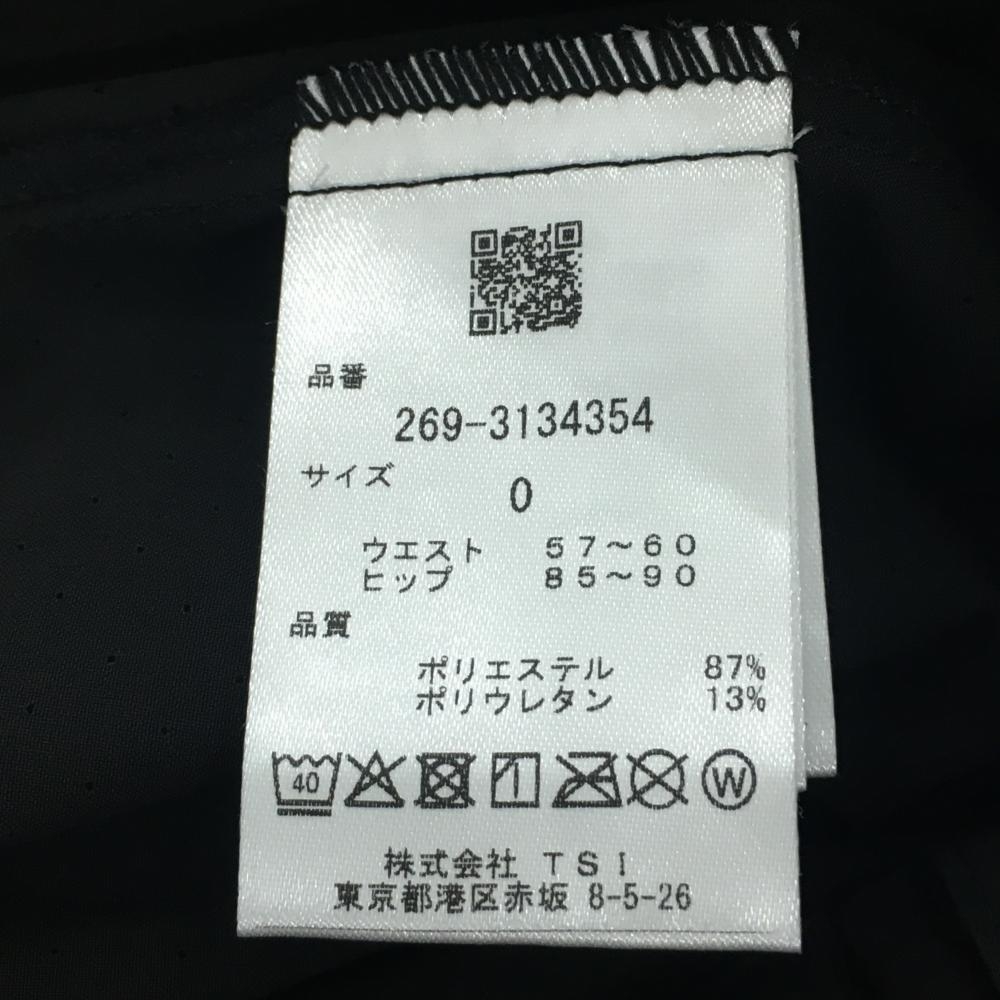 品番
269-3134354
サイズ
0
ウエスト 57~60
ヒップ 85~90
品質
ポリエステル 87%
ポリウレタン 13%
40 W
株式会社 TSI
東京都港区赤坂 8-5-26